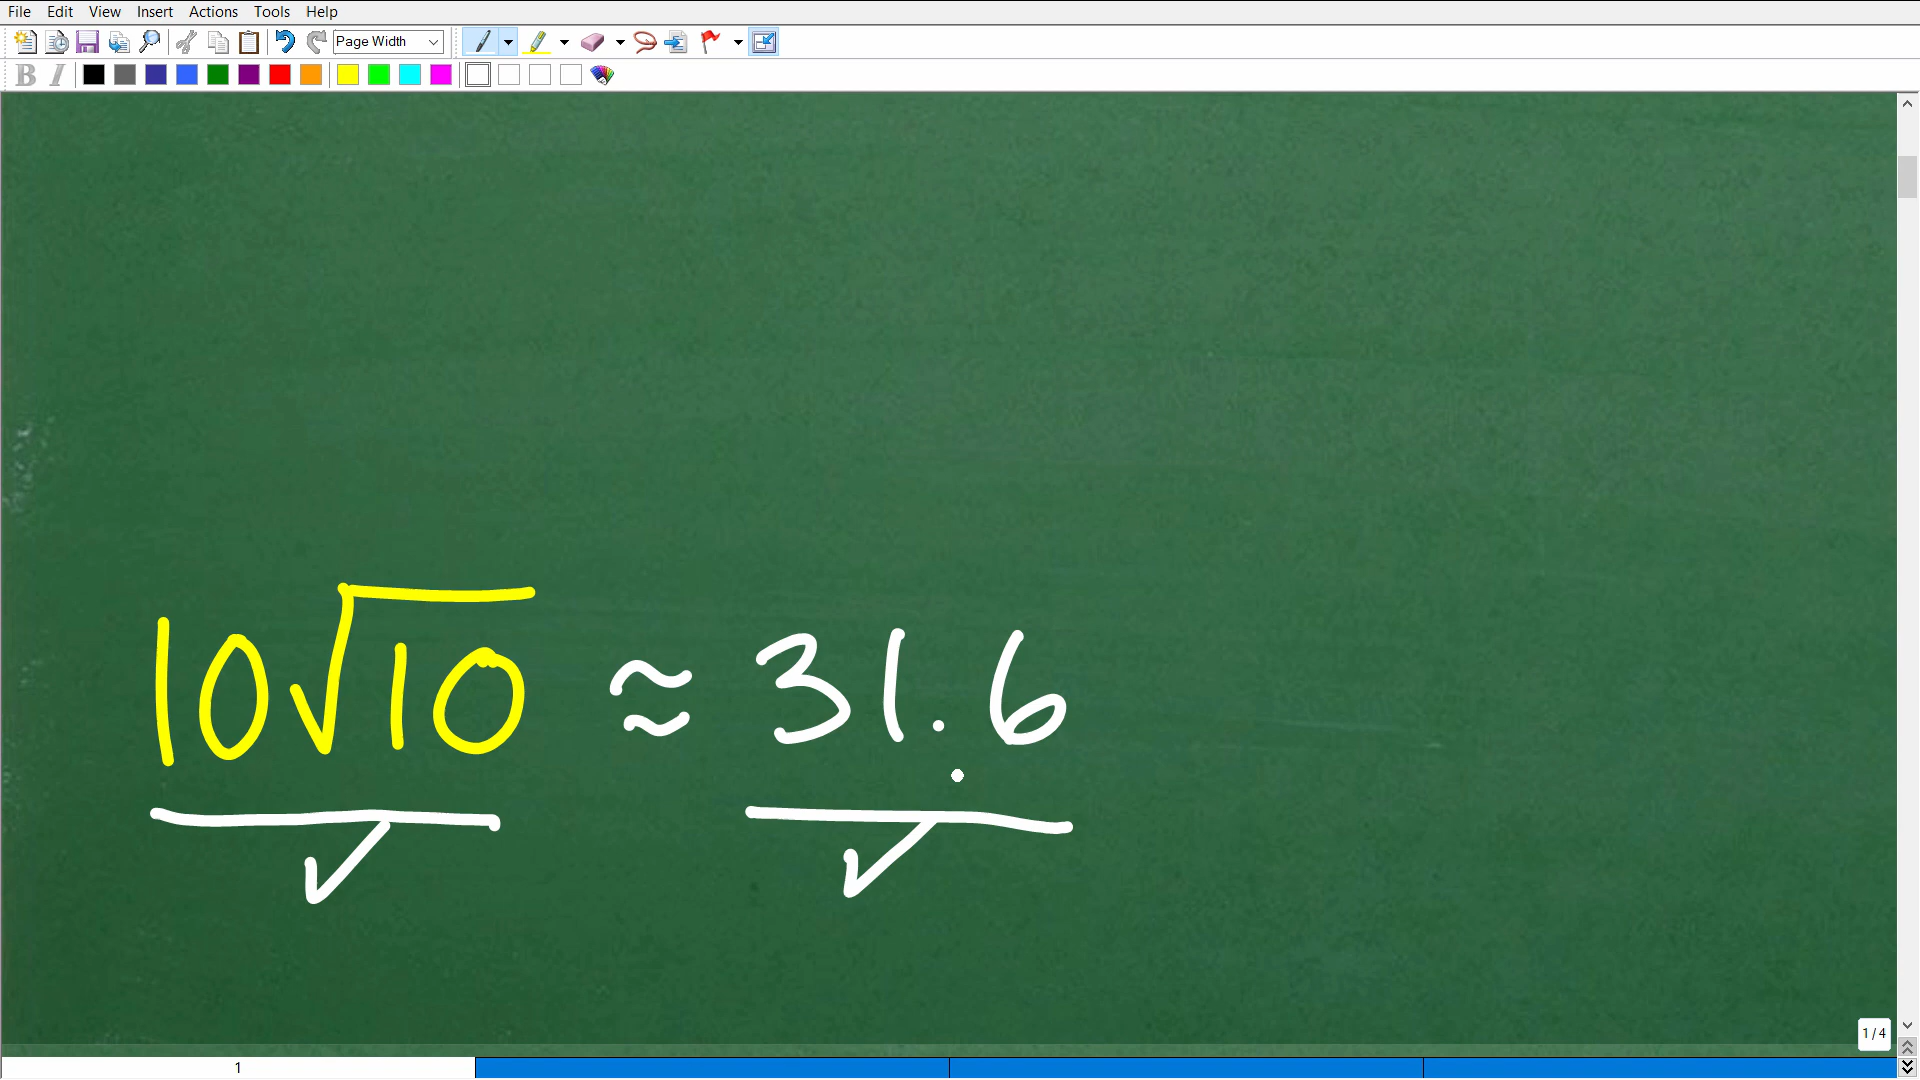 File Edit View Insert Actions Tools Help
Page Width
B I
10√10 ≈ 31.6
1 / 4
1